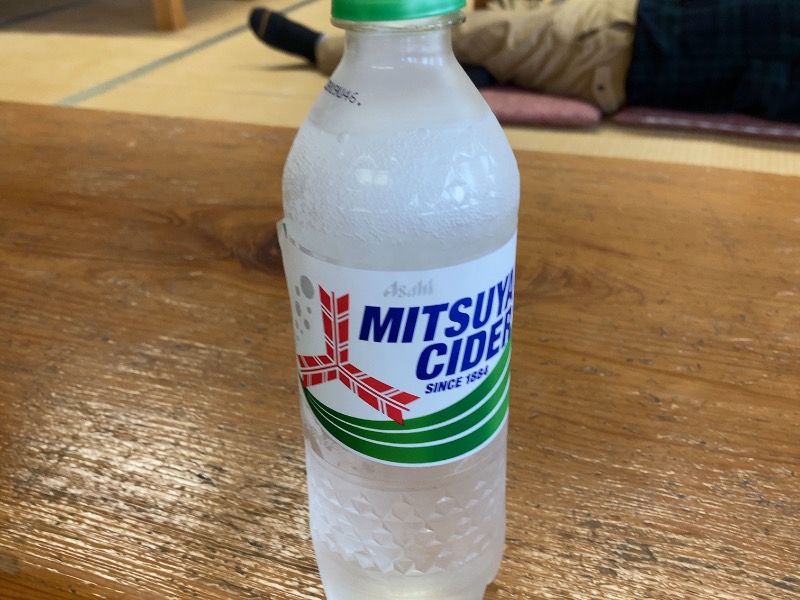 Asahi
MITSUYA
CIDER
SINCE 1884